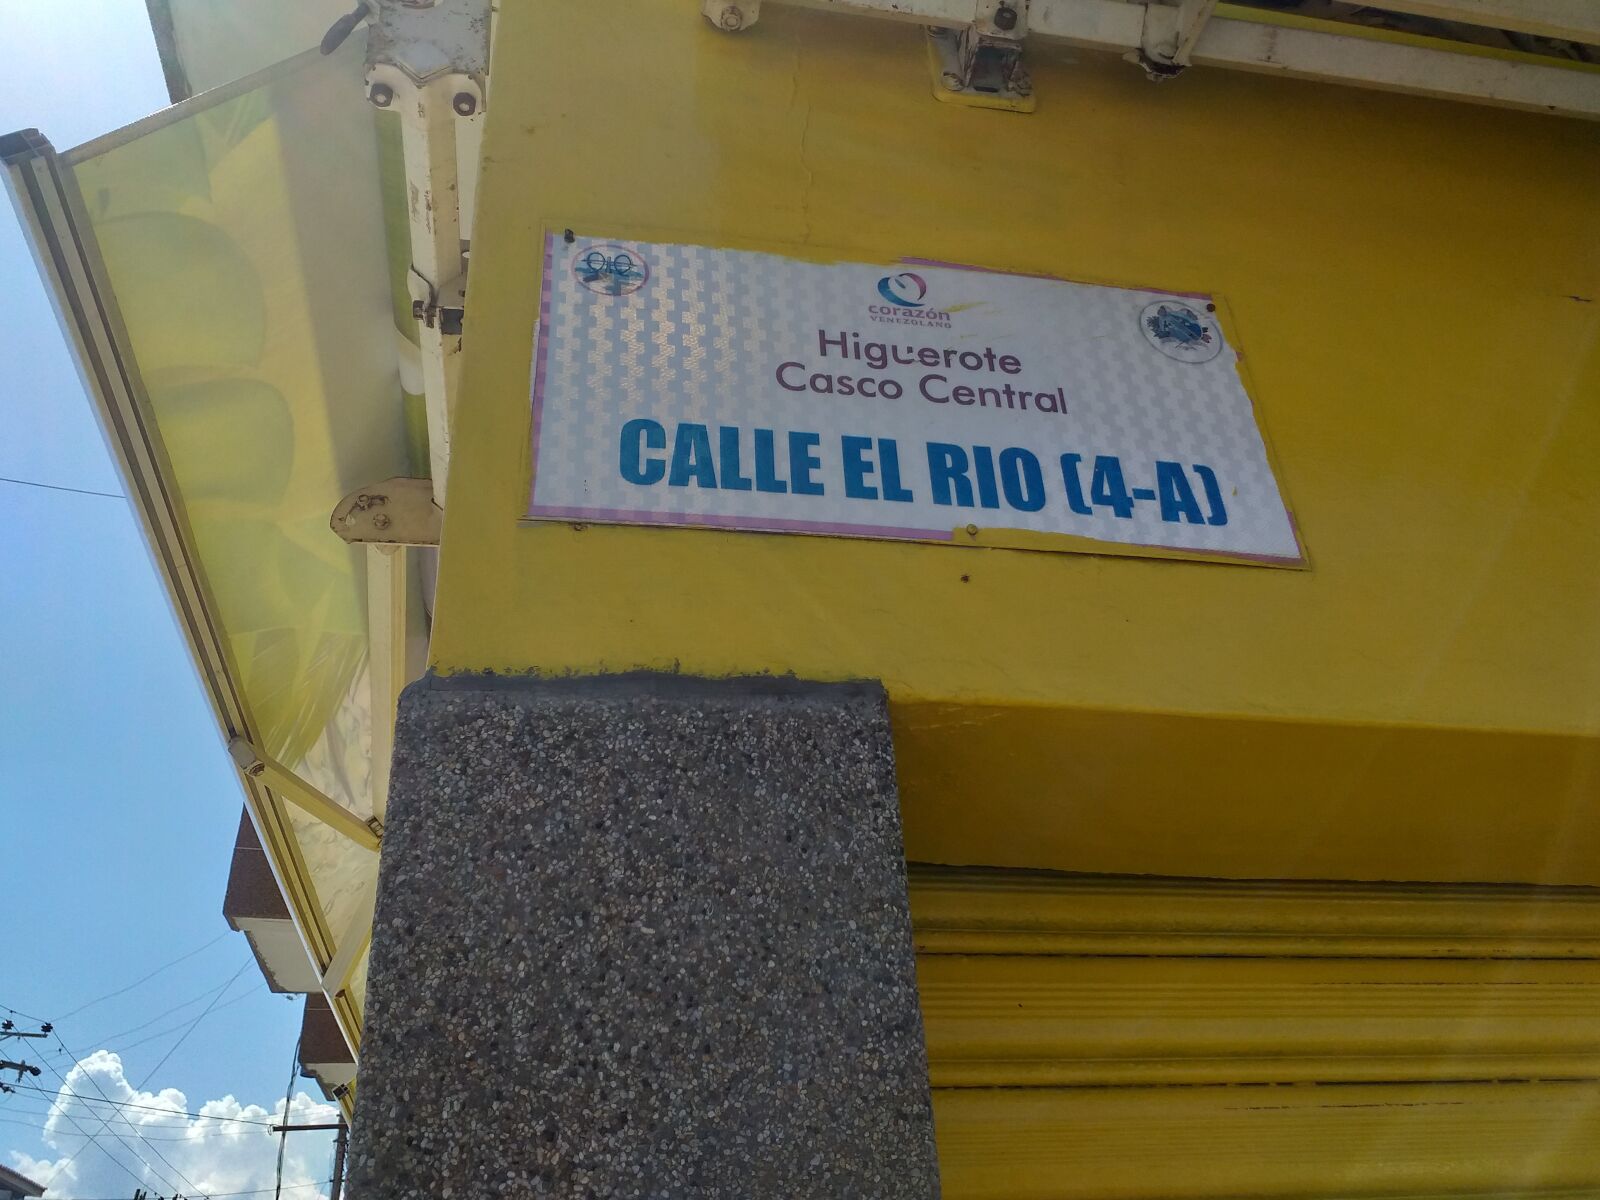 corazón
VENEZOLANO
Higuerote
Casco Central
CALLE EL RIO (4-A)